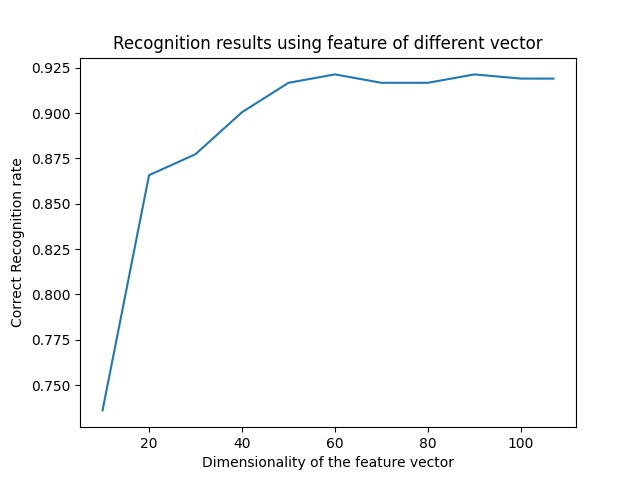 Recognition results using feature of different vector
0.925
0.900
0.875
0.850
0.825
0.800
0.775
0.750
Correct Recognition rate
20 40 60 80 100
Dimensionality of the feature vector